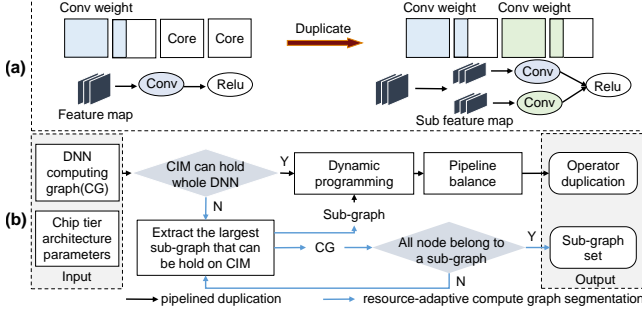 Conv weight
Core
Core
Duplicate
Conv weight
Conv weight
(a)
Conv
Relu
Feature map
Conv
Conv
Relu
Sub feature map
DNN
computing
graph(CG)
CIM can hold
whole DNN
Y
Dynamic
programming
Pipeline
balance
Operator
duplication
N
Sub-graph
(b)
Chip tier
architecture
parameters
Extract the largest
sub-graph that can
be hold on CIM
CG
All node belong to
a sub-graph
Y
Sub-graph
set
Input
N
Output
pipelined duplication
resource-adaptive compute graph segmentation